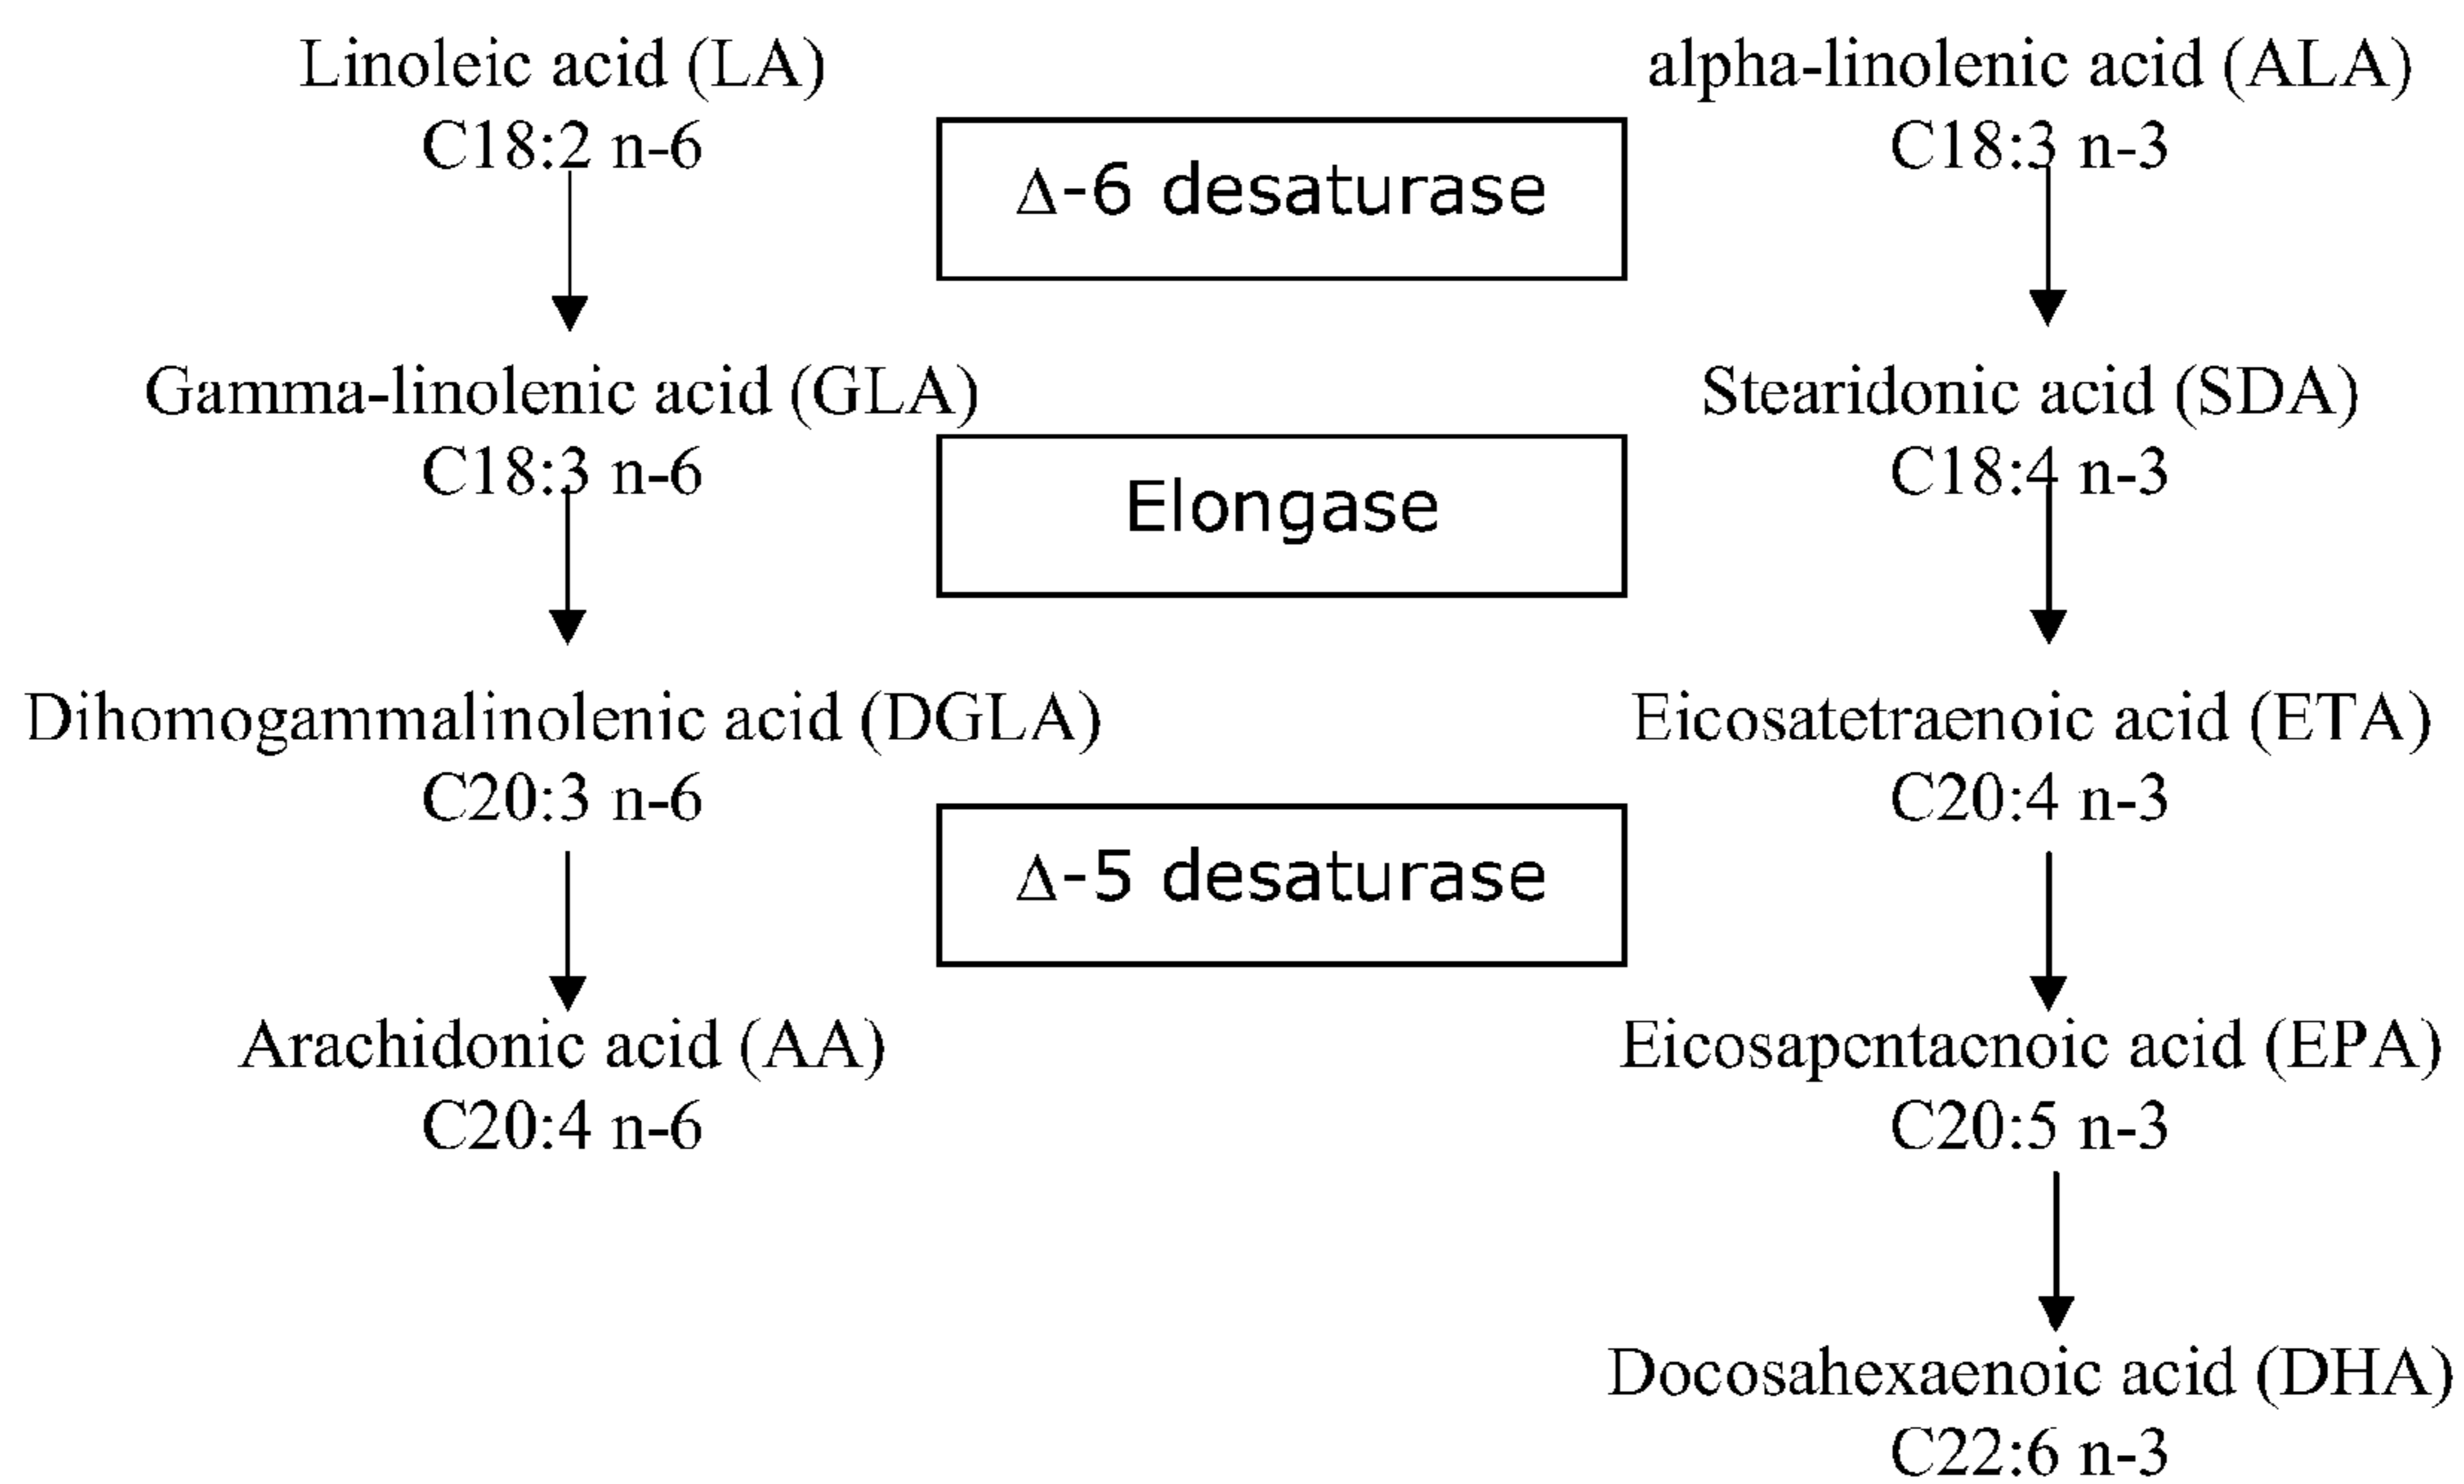 Linoleic acid (LA)
C18:2 n-6
alpha-linolenic acid (ALA)
C18:3 n-3
Δ-6 desaturase
Gamma-linolenic acid (GLA)
C18:3 n-6
Stearidonic acid (SDA)
C18:4 n-3
Elongase
Dihomogammalinolenic acid (DGLA)
C20:3 n-6
Eicosatetraenoic acid (ETA)
C20:4 n-3
Δ-5 desaturase
Arachidonic acid (AA)
C20:4 n-6
Eicosapentaenoic acid (EPA)
C20:5 n-3
Docosahexaenoic acid (DHA)
C22:6 n-3